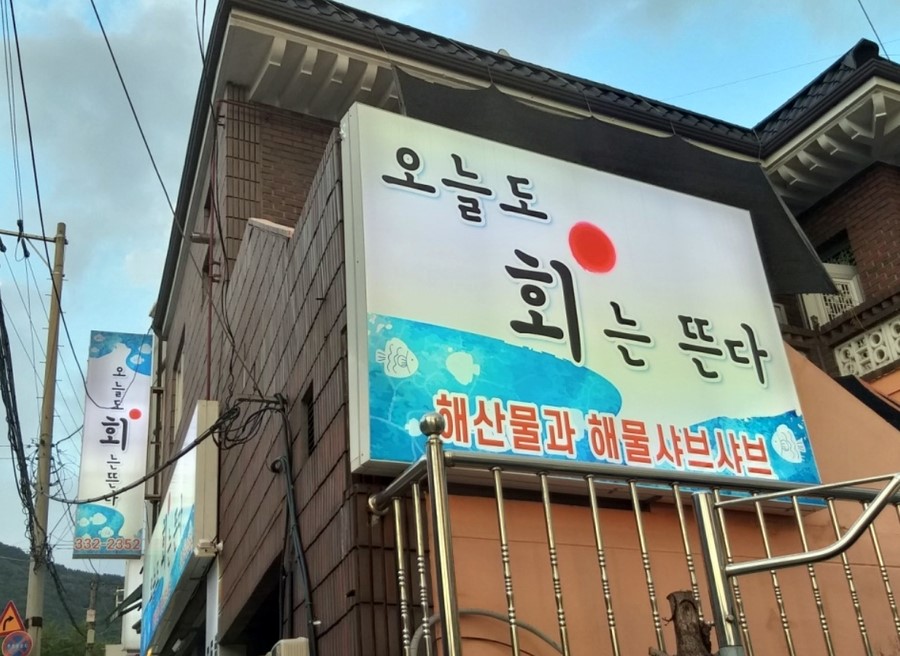 오늘도
회는 뜬다
해산물과 해물샤브샤브
오늘도
회
는뜬다
332-2352